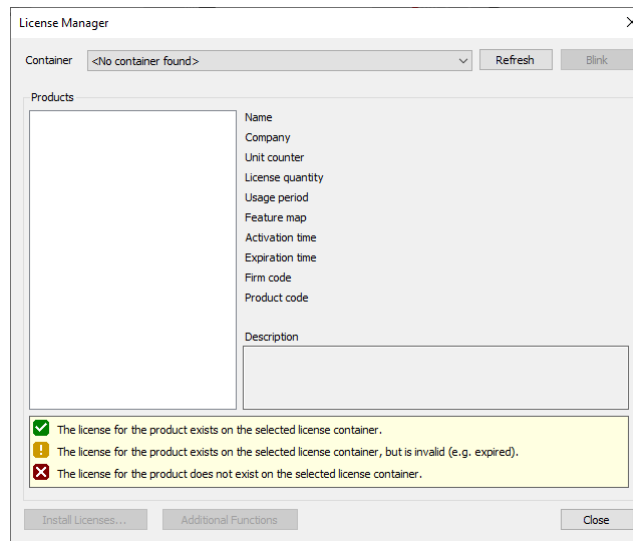 License Manager
Container <No container found> Refresh Blink
Products
Name
Company
Unit counter
License quantity
Usage period
Feature map
Activation time
Expiration time
Firm code
Product code
Description
The license for the product exists on the selected license container.
The license for the product exists on the selected license container, but is invalid (e.g. expired).
The license for the product does not exist on the selected license container.
Install Licenses... Additional Functions Close